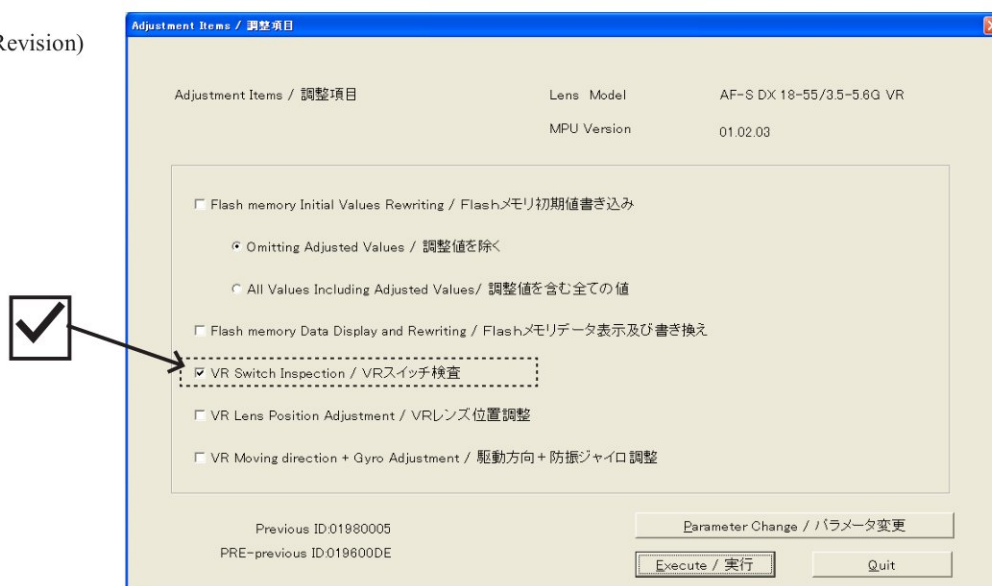 Revision)
Adjustment Items / 調整項目
Adjustment Items / 調整項目
Lens Model
AF-S DX 18-55/3.5-5.6G VR
MPU Version
01.02.03
Flash memory Initial Values Rewriting / Flashメモリ初期値書き込み
Omitting Adjusted Values / 調整値を除く
All Values Including Adjusted Values/ 調整値を含む全ての値
Flash memory Data Display and Rewriting / Flashメモリデータ表示及び書き換え
VR Switch Inspection / VRスイッチ検査
VR Lens Position Adjustment / VRレンズ位置調整
VR Moving direction + Gyro Adjustment / 駆動方向+防振ジャイロ調整
Previous ID:01980005
PRE-previous ID:019600DE
Parameter Change / パラメータ変更
Execute / 実行
Quit